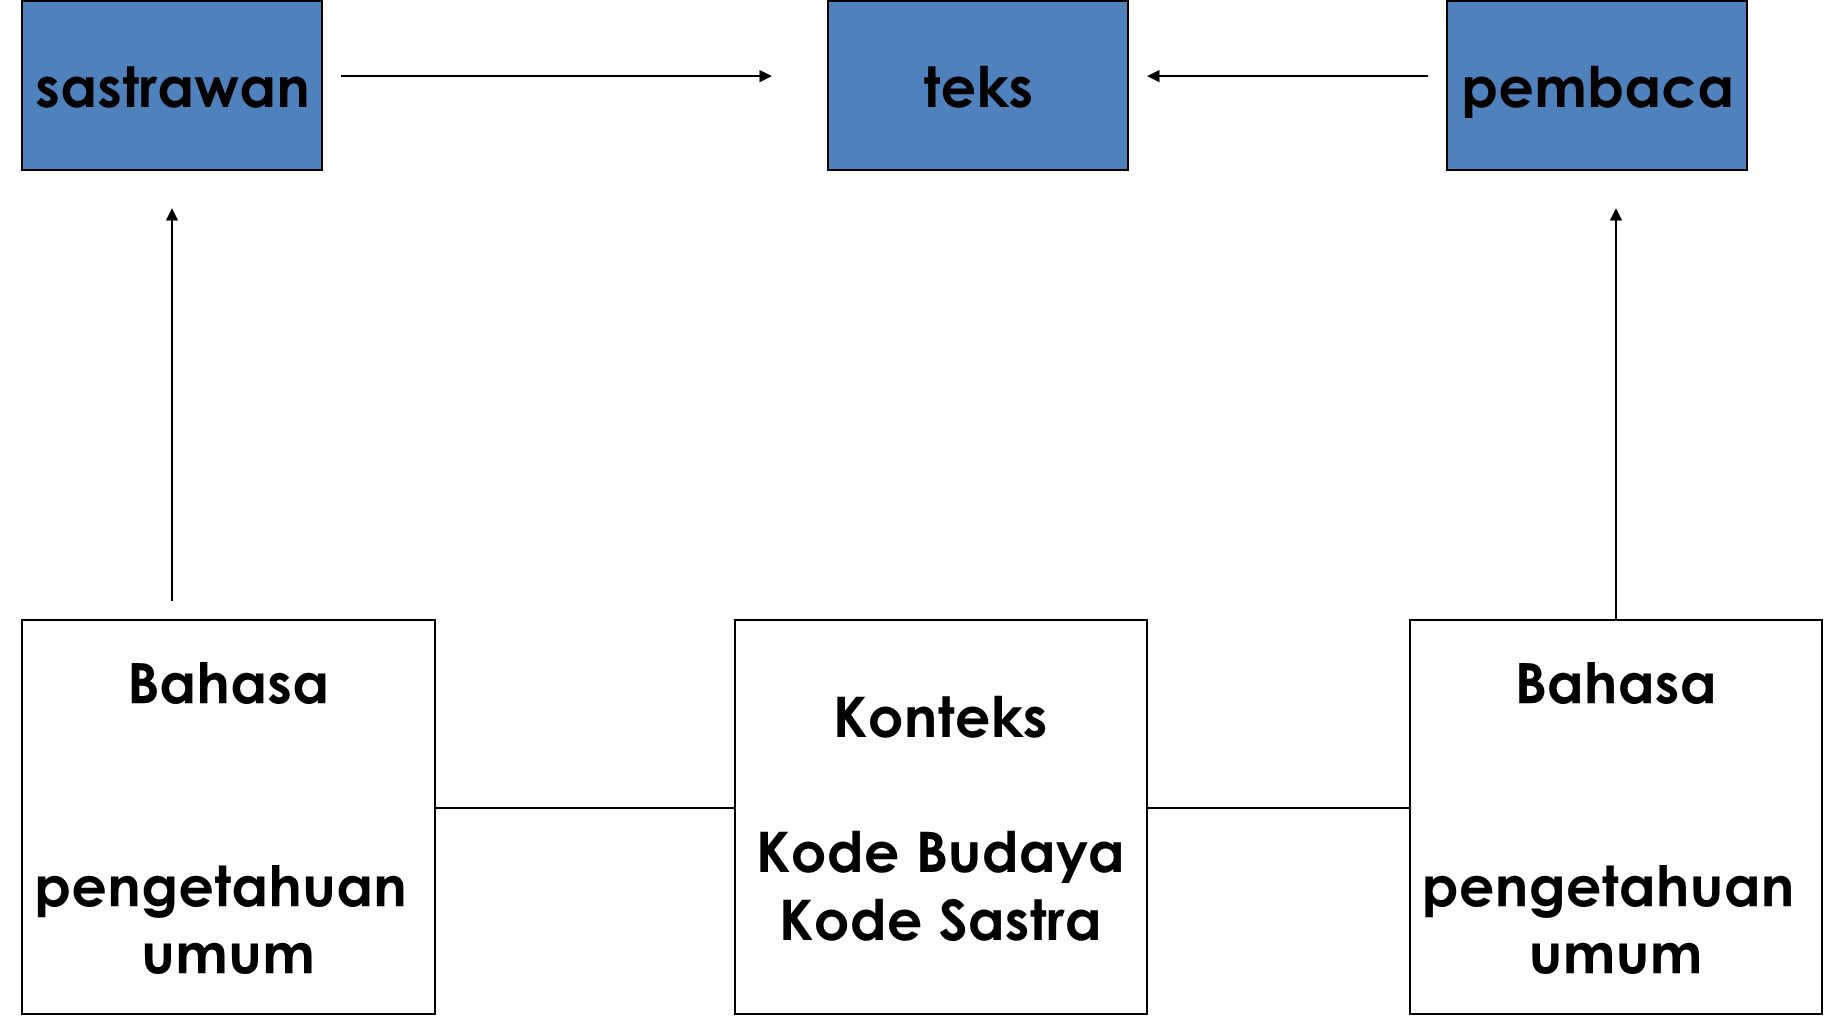 sastrawan
teks
pembaca
Bahasa
pengetahuan
umum
Konteks
Kode Budaya
Kode Sastra
Bahasa
pengetahuan
umum